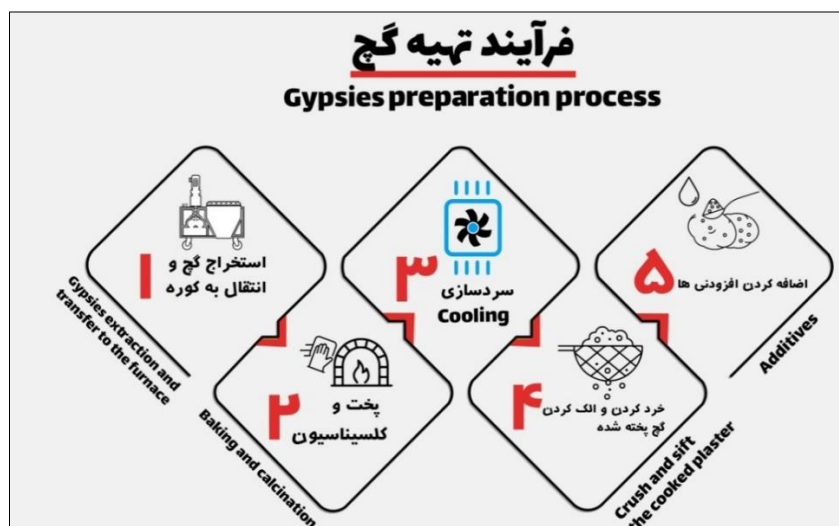 فرآیند تهیه گچ
Gypsies preparation process
۱
استخراج گچ و
انتقال به کوره
Gypsies extraction and
transfer to the furnace
۲
پخت و
کلسیناسیون
Baking and calcination
۳
سردسازی
Cooling
۴
خرد کردن و الک کردن
گچ پخته شده
Crush and sift
the cooked plaster
۵
اضافه کردن افزودنی ها
Additives